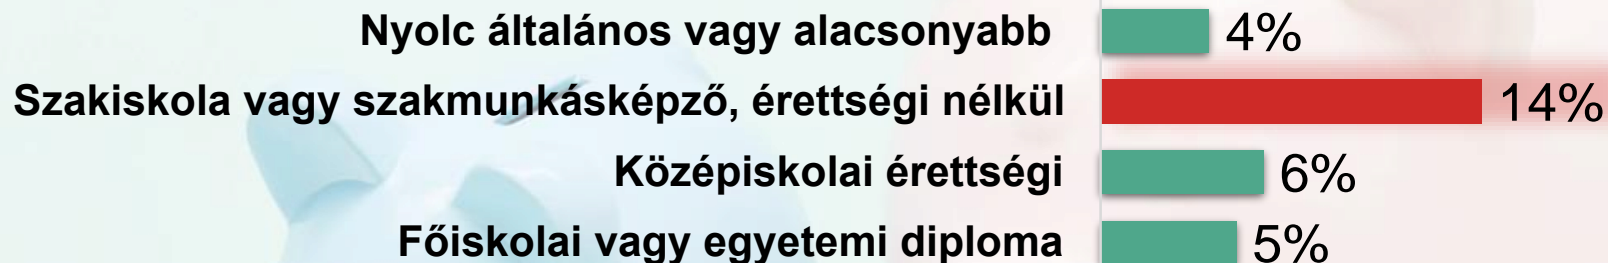 Nyolc általános vagy alacsonyabb 4%
Szakiskola vagy szakmunkásképző, érettségi nélkül 14%
Középiskolai érettségi 6%
Főiskolai vagy egyetemi diploma 5%